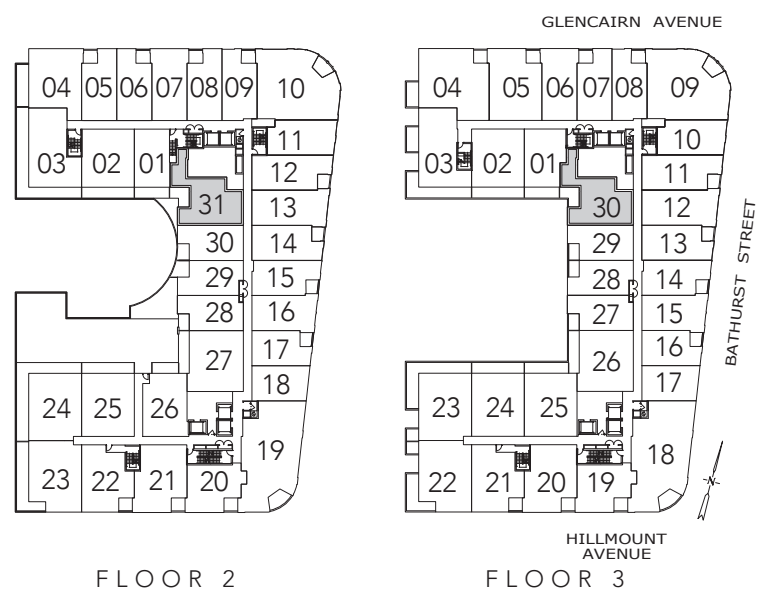 GLENCAIRN AVENUE
04 05 06 07 08 09 10
11
03 02 01
12
31 13
30 14
29 15
28 16
27 17
18
24 25 26
19
23 22 21 20
FLOOR 2
04 05 06 07 08 09
10
03 02 01
11
30 12
29 13
28 14
27 15
26 16
17
23 24 25
18
22 21 20 19
FLOOR 3
BATHURST STREET
N
HILLMOUNT
AVENUE